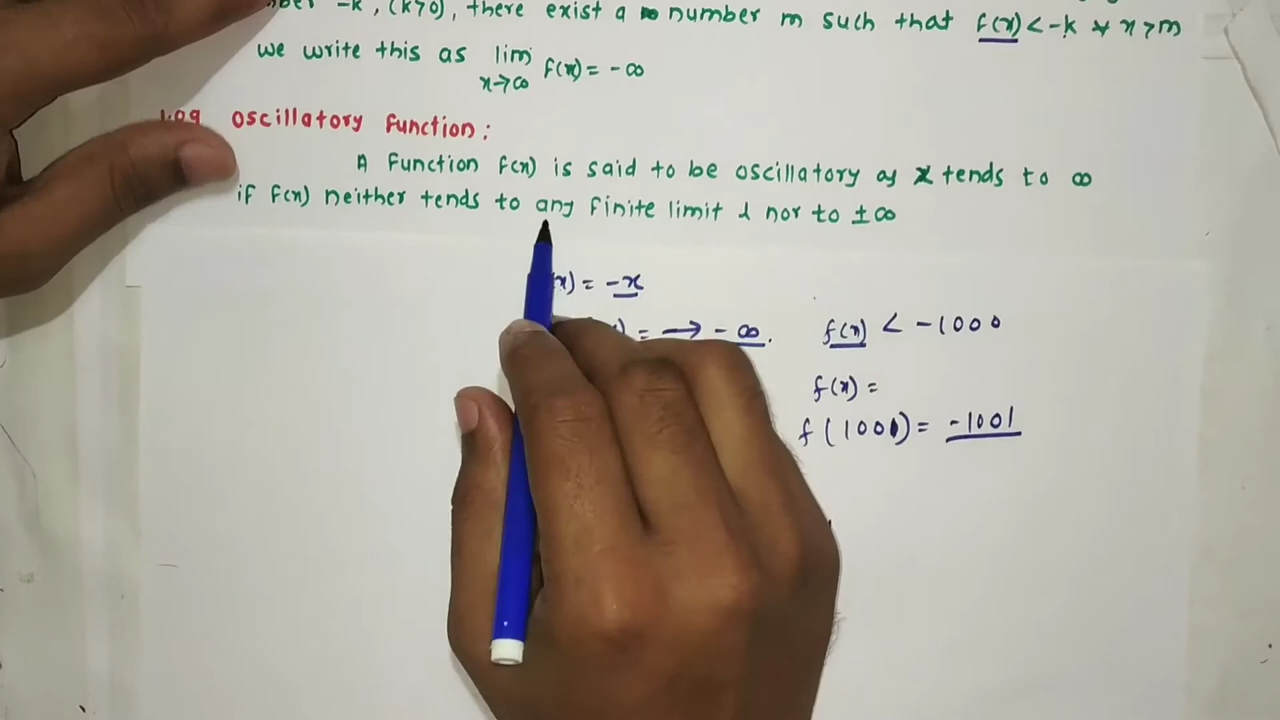 -K, (K>0), there exist a number m such that f(x) < -k ∀ x>m
we write this as lim x→∞ f(x) = -∞
oscillatory function:
A function f(x) is said to be oscillatory as x tends to ∞
if f(x) neither tends to any finite limit l nor to ±∞
x) = -x
) = → -∞.
f(x) < -1000
f(x) =
f(1001) = -1001